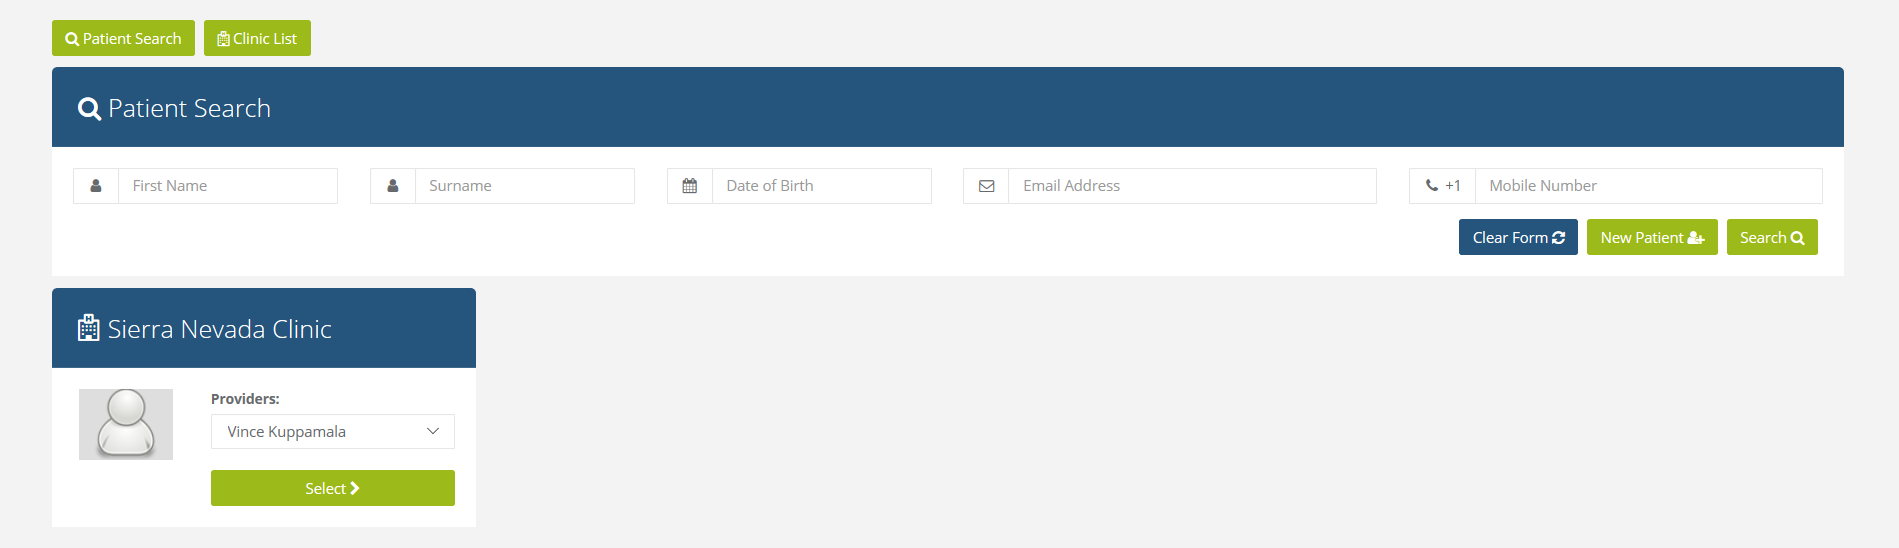 Patient Search Clinic List
Patient Search
First Name Surname Date of Birth Email Address +1 Mobile Number
Clear Form New Patient Search
Sierra Nevada Clinic
Providers:
Vince Kuppamala
Select